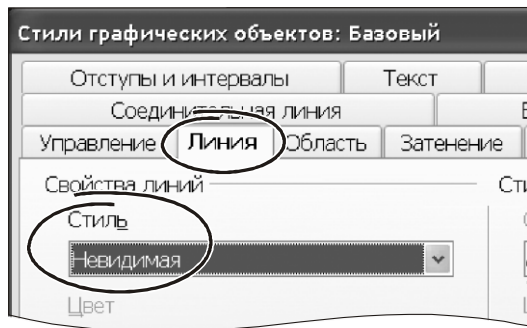 Стили графических объектов: Базовый
Отступы и интервалы Текст
Соединительная линия
Управление Линия Область Затенение
Свойства линий
Стиль
Невидимая
Цвет